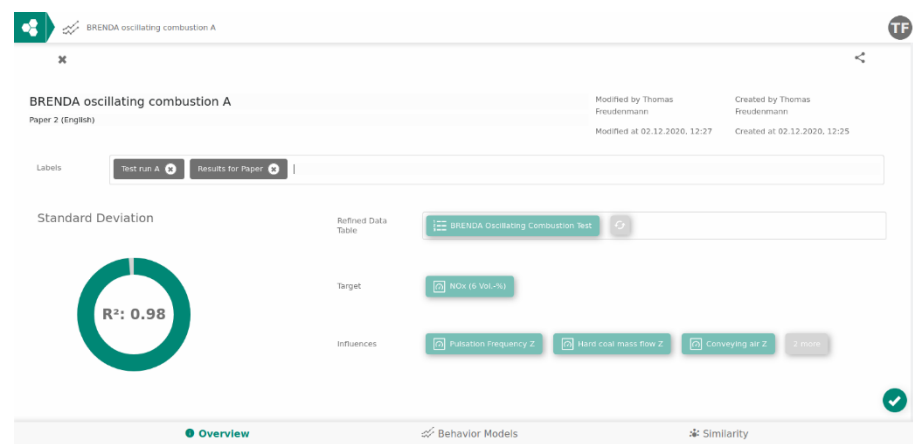 BRENDA oscillating combustion A
TF
BRENDA oscillating combustion A
Paper 2 (English)
Modified by Thomas
Freudenmann
Modified at 02.12.2020, 12:27
Created by Thomas
Freudenmann
Created at 02.12.2020, 12:25
Labels
Test run A
Results for Paper
Standard Deviation
R²: 0.98
Refined Data
Table
BRENDA Oscillating Combustion Test
Target
NOx (6 Vol.-%)
Influences
Pulsation Frequency Z
Hard coal mass flow Z
Conveying air Z
2 more
Overview
Behavior Models
Similarity